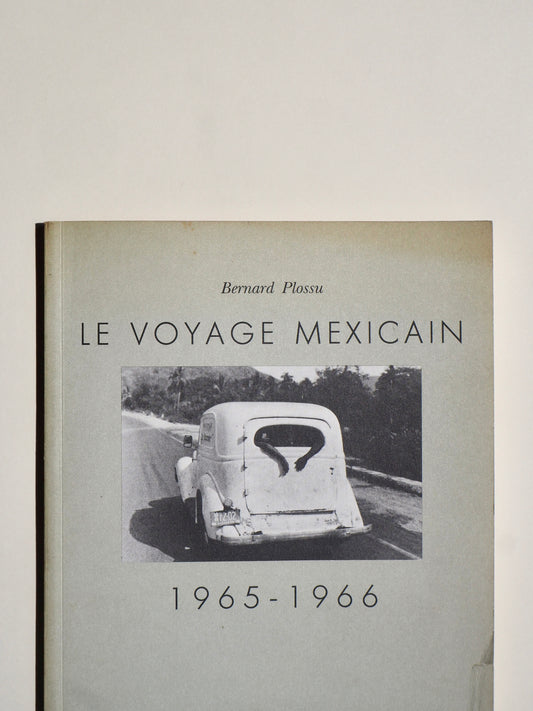 Bernard Plossu
LE VOYAGE MEXICAIN
1965-1966